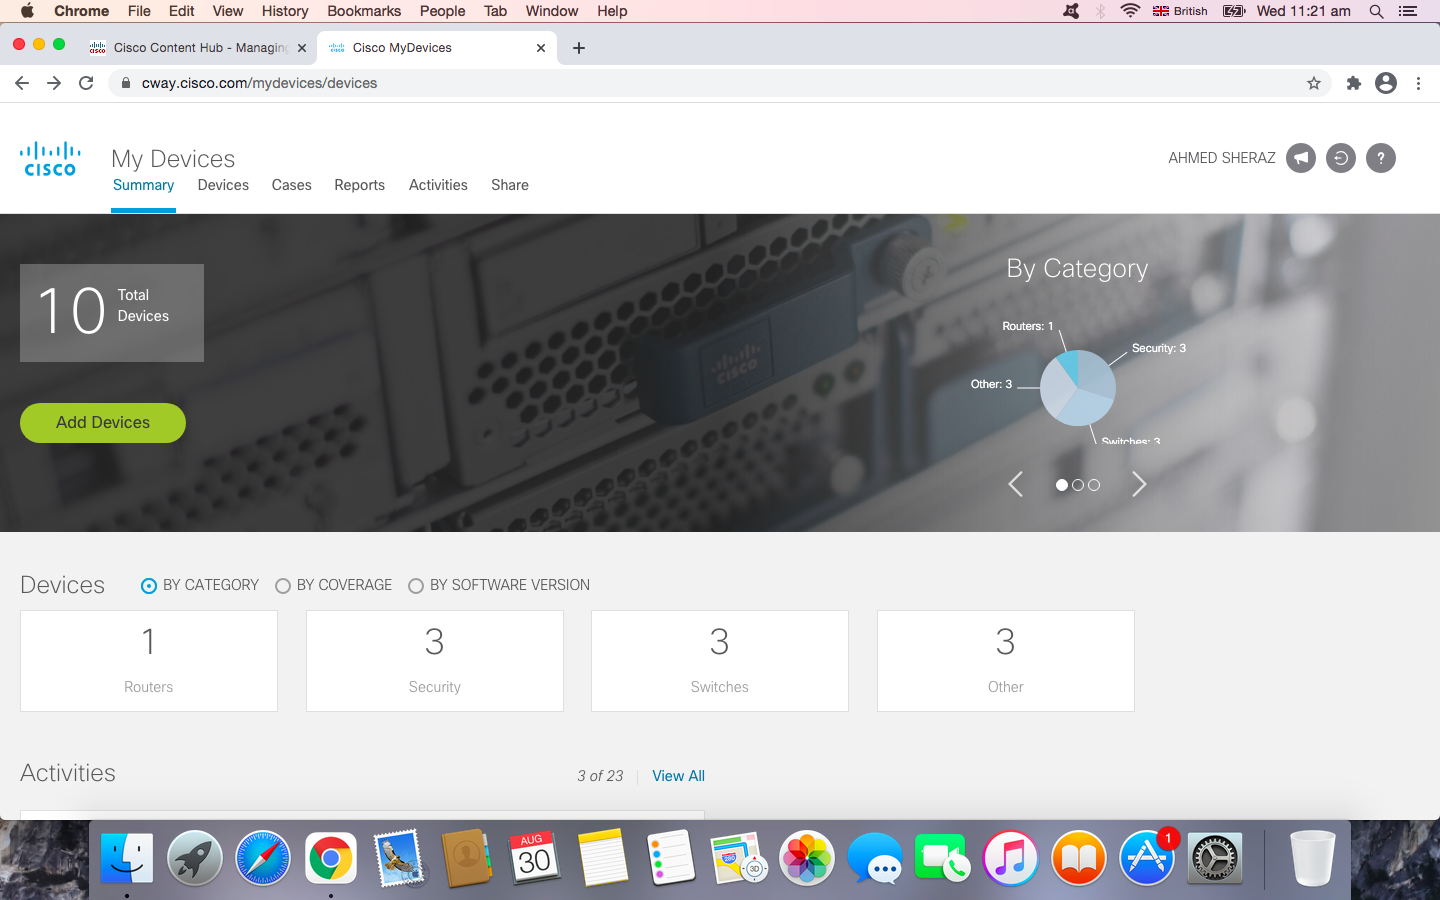 Chrome File Edit View History Bookmarks People Tab Window Help British Wed 11:21 am
Cisco Content Hub - Managing Cisco MyDevices
cway.cisco.com/mydevices/devices
CISCO My Devices AHMED SHERAZ ?
Summary Devices Cases Reports Activities Share
10 Total Devices
Add Devices
By Category
Routers: 1
Security: 3
Other: 3
Switches: 3
CISCO
Devices BY CATEGORY BY COVERAGE BY SOFTWARE VERSION
1 3 3 3
Routers Security Switches Other
Activities 3 of 23 View All
AUG
30
3D
1